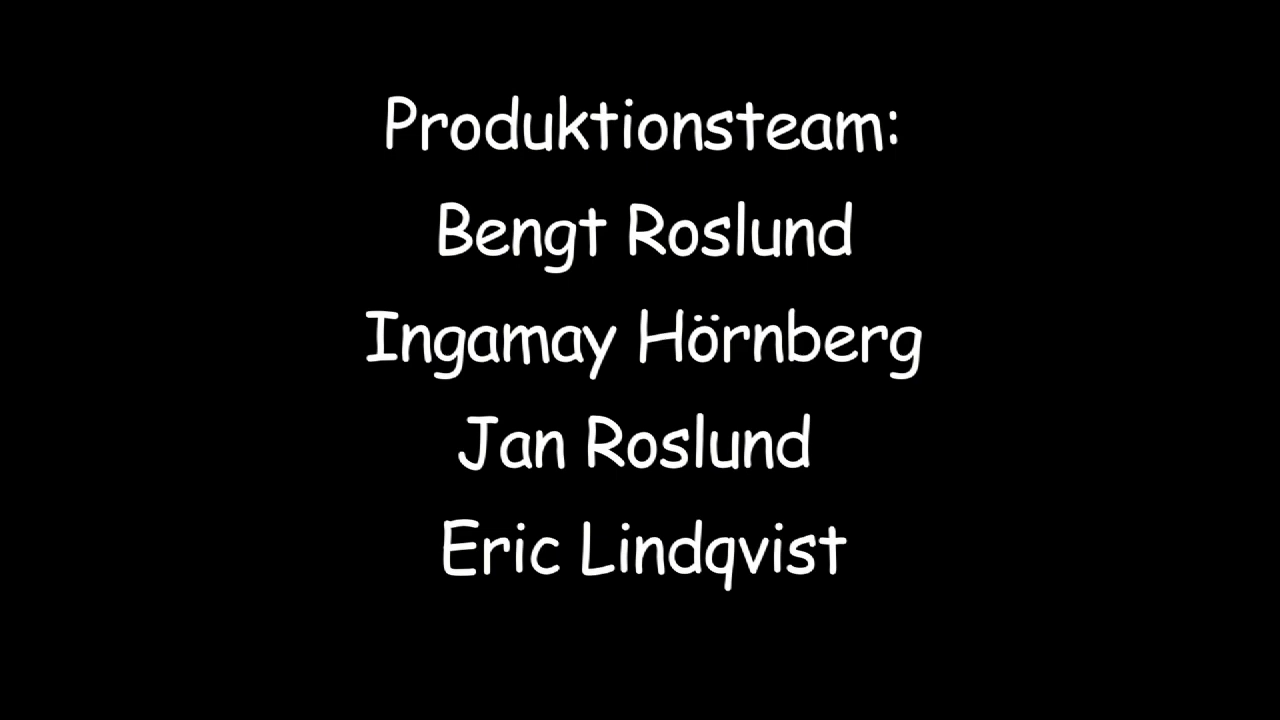 Produktionsteam:
Bengt Roslund
Ingamay Hörnberg
Jan Roslund
Eric Lindqvist